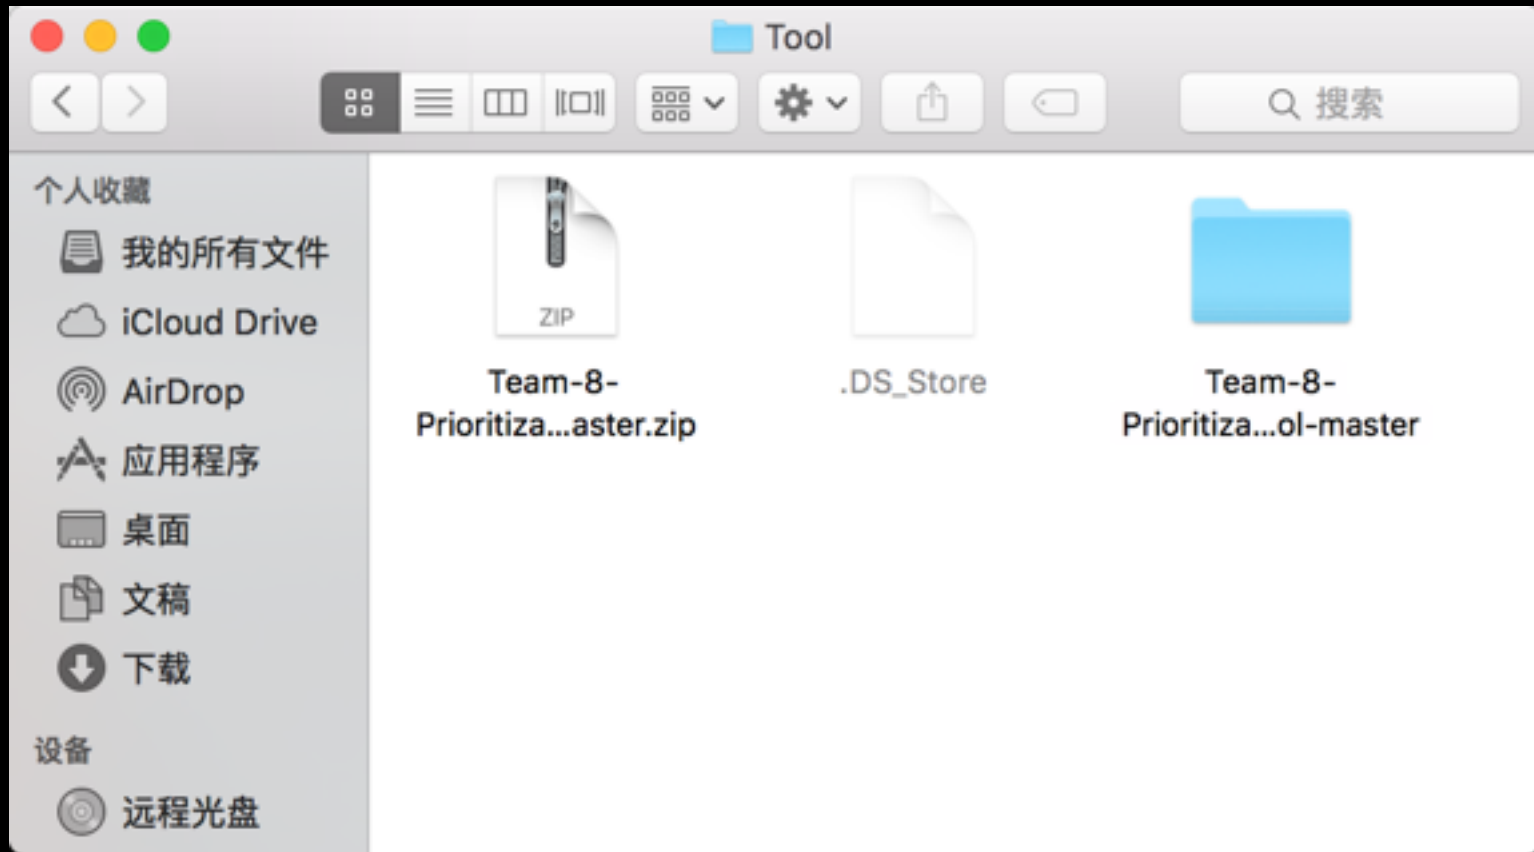 Tool
搜索
个人收藏
我的所有文件
iCloud Drive
AirDrop
应用程序
桌面
文稿
下载
设备
远程光盘
ZIP
Team-8-
Prioritiza...aster.zip
.DS_Store
Team-8-
Prioritiza...ol-master